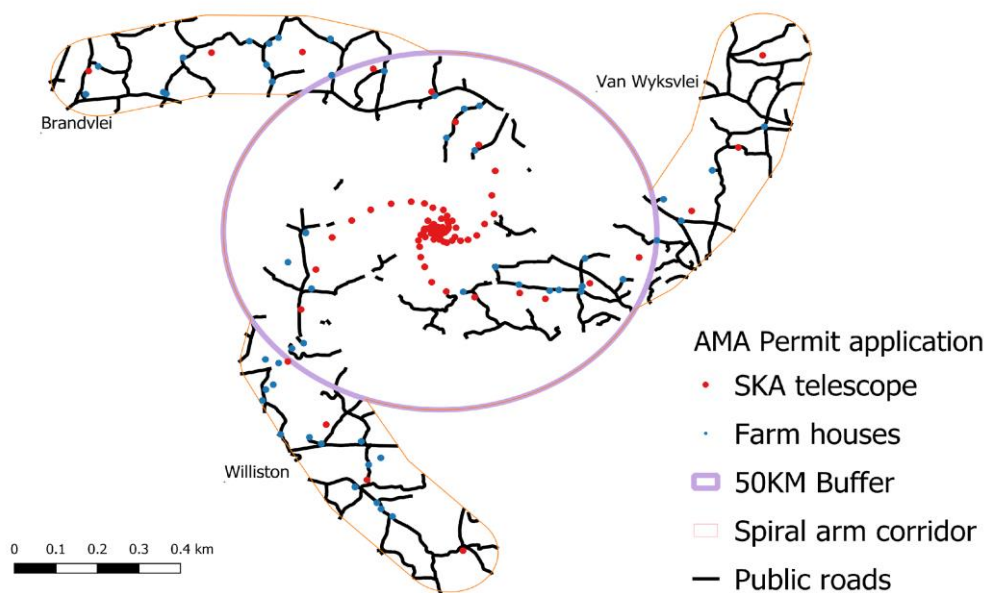 Van Wyksvlei
Brandvlei
Williston
AMA Permit application
SKA telescope
Farm houses
50KM Buffer
Spiral arm corridor
Public roads
0 0.1 0.2 0.3 0.4 km